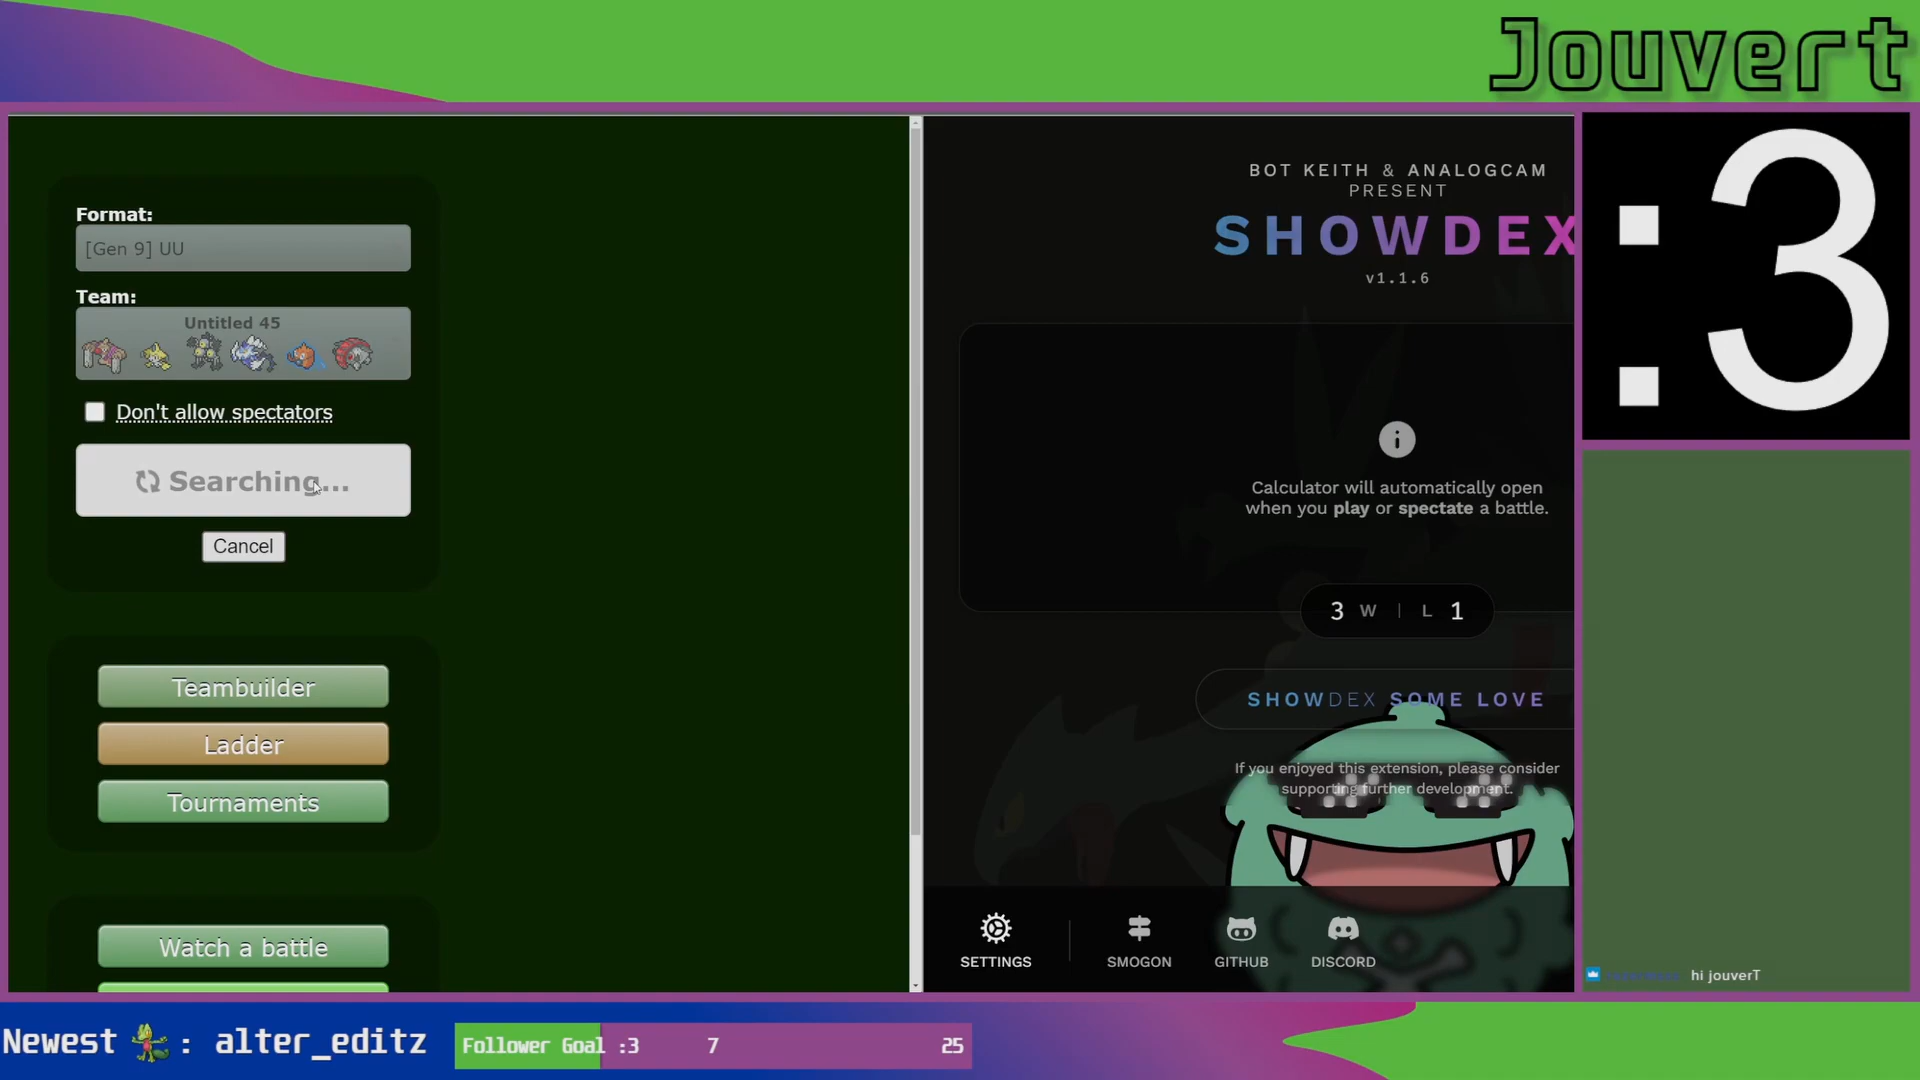 Jouvert
Format:
[Gen 9] UU
Team:
Untitled 45
Don't allow spectators
Searching...
Cancel
Teambuilder
Ladder
Tournaments
Watch a battle
BOT KEITH & ANALOGCAM
PRESENT
SHOWDEX
v1.1.6
Calculator will automatically open
when you play or spectate a battle.
3 W | L 1
SHOWDEX SOME LOVE
If you enjoyed this extension, please consider
supporting further development.
SETTINGS
SMOGON
GITHUB
DISCORD
:3
hi jouverT
Newest : alter_editz
Follower Goal :3 7 25